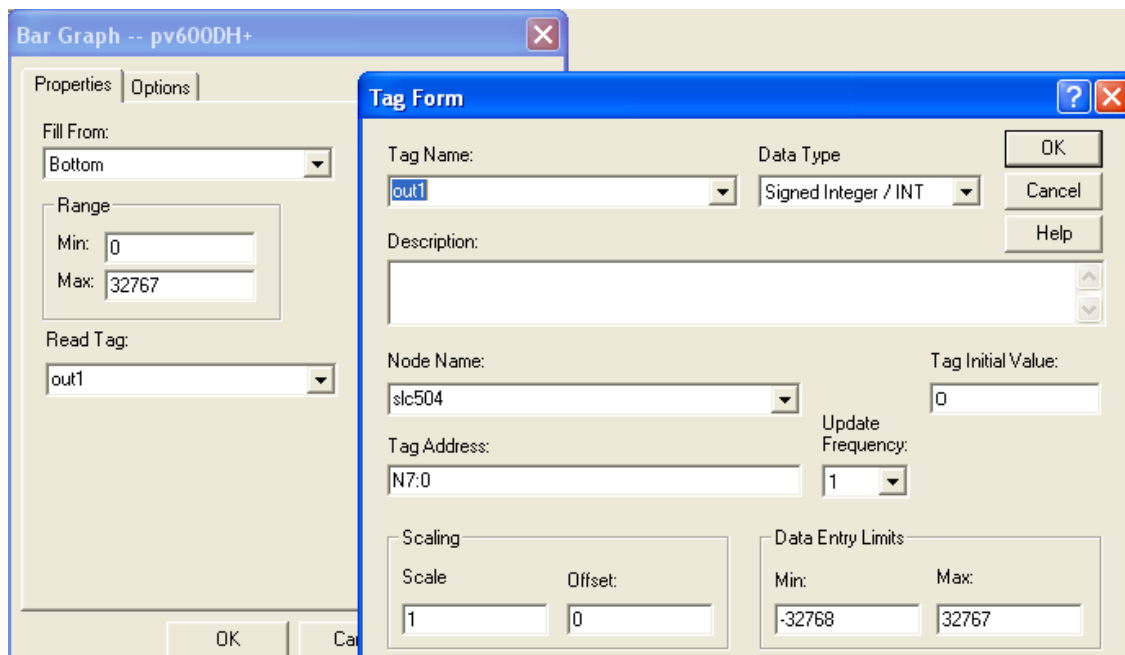 Bar Graph -- pv600DH+
Properties
Options
Fill From:
Bottom
Range
Min:
0
Max:
32767
Read Tag:
out1
OK
Tag Form
Tag Name:
out1
Data Type
Signed Integer / INT
OK
Cancel
Help
Description:
Node Name:
slc504
Tag Initial Value:
0
Tag Address:
N7:0
Update
Frequency:
1
Scaling
Scale
Offset:
1
0
Data Entry Limits
Min:
Max:
-32768
32767